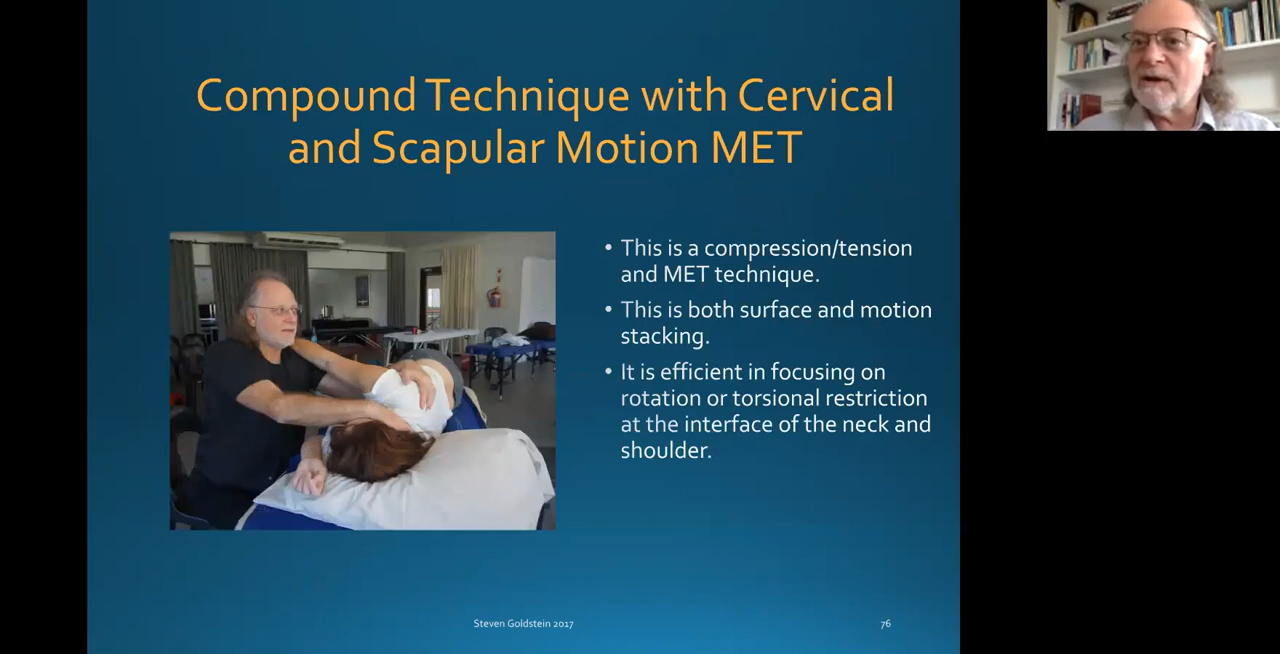 Compound Technique with Cervical
and Scapular Motion MET
• This is a compression/tension
and MET technique.
• This is both surface and motion
stacking.
• It is efficient in focusing on
rotation or torsional restriction
at the interface of the neck and
shoulder.
Steven Goldstein 2017
76